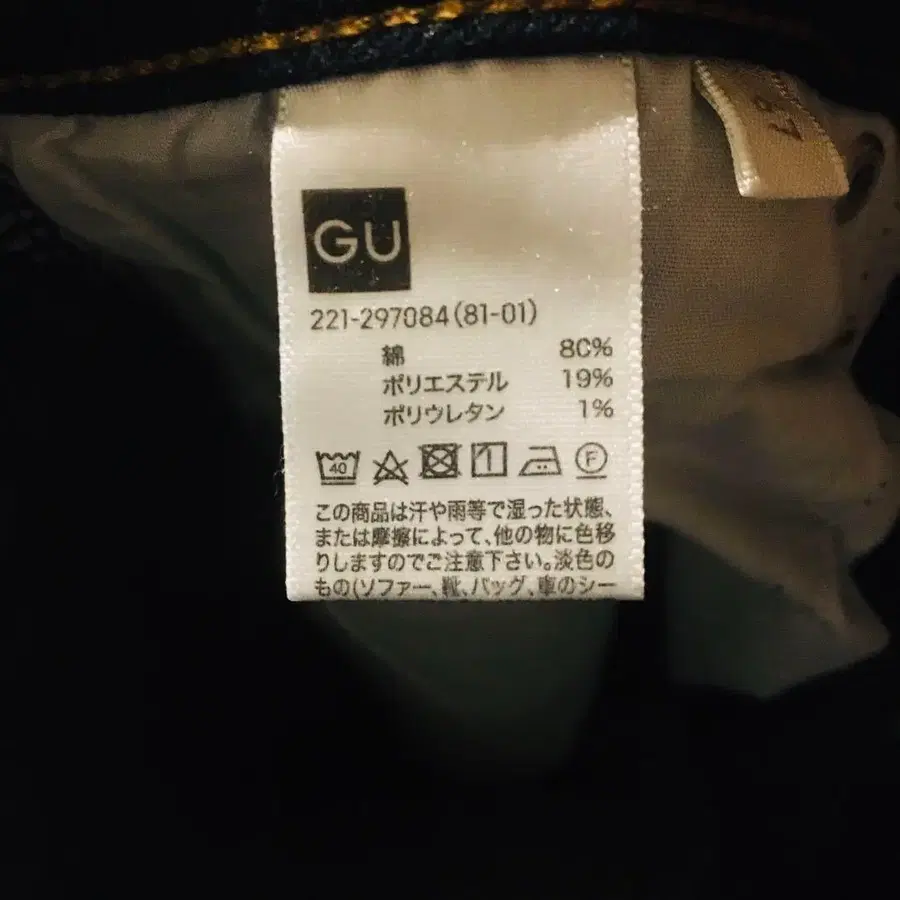 GU
221-297084(81-01)
綿 80%
ポリエステル 19%
ポリウレタン 1%
40
F
この商品は汗や雨等で湿った状態、
または摩擦によって、他の物に色移
りしますのでご注意下さい。淡色の
もの(ソファー、靴、バッグ、車のシー